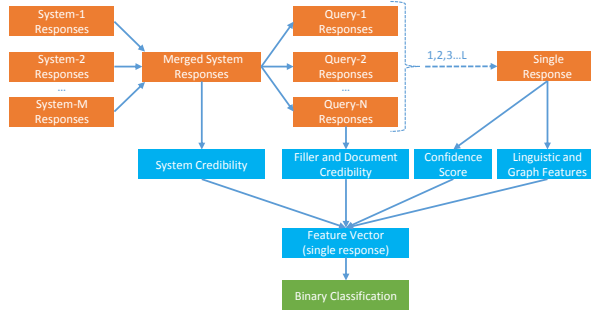 System-1
Responses
System-2
Responses
...
System-M
Responses
Merged System
Responses
Query-1
Responses
Query-2
Responses
...
Query-N
Responses
1,2,3...L
Single
Response
System Credibility
Filler and Document
Credibility
Confidence
Score
Linguistic and
Graph Features
Feature Vector
(single response)
Binary Classification